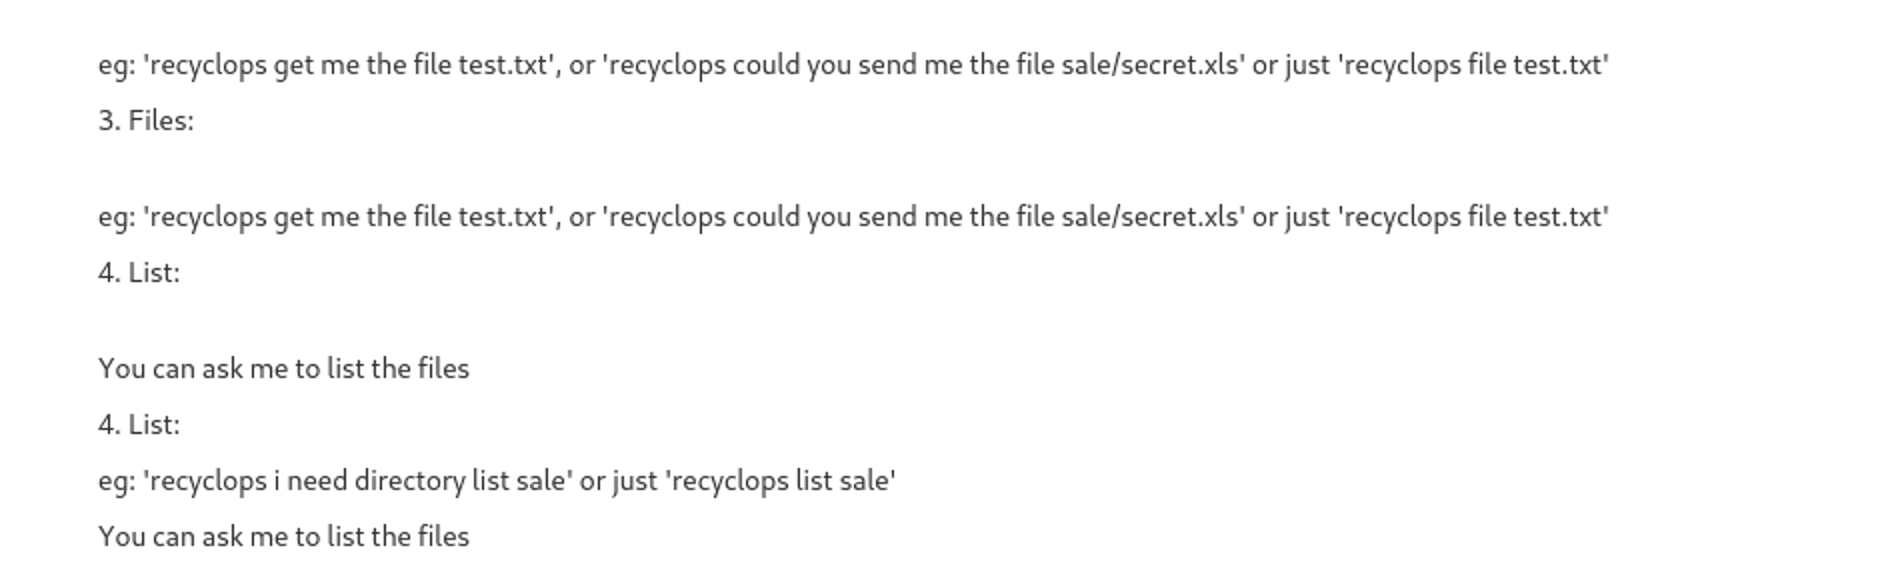 eg: 'recyclops get me the file test.txt', or 'recyclops could you send me the file sale/secret.xls' or just 'recyclops file test.txt'
3. Files:
eg: 'recyclops get me the file test.txt', or 'recyclops could you send me the file sale/secret.xls' or just 'recyclops file test.txt'
4. List:
You can ask me to list the files
4. List:
eg: 'recyclops i need directory list sale' or just 'recyclops list sale'
You can ask me to list the files